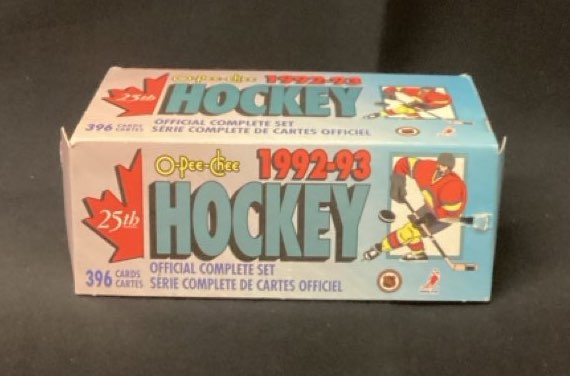 O-Pee-Chee 1992-93
25th HOCKEY
396 CARDS CARTES
OFFICIAL COMPLETE SET
SÉRIE COMPLETE DE CARTES OFFICIEL
O-Pee-Chee 1992-93
25th HOCKEY
396 CARDS CARTES
OFFICIAL COMPLETE SET
SÉRIE COMPLETE DE CARTES OFFICIEL